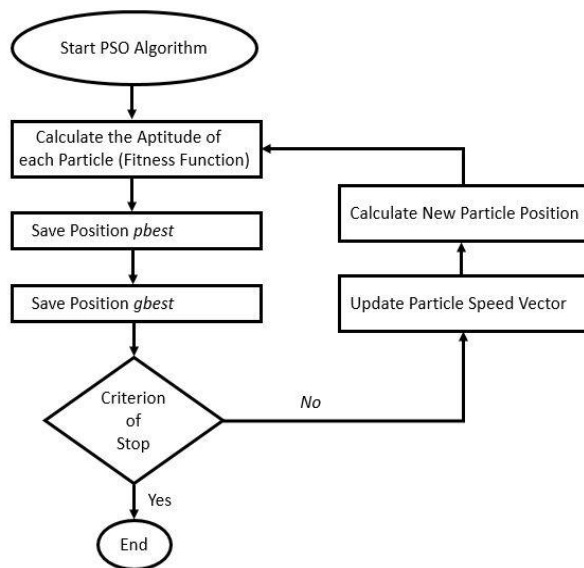 Start PSO Algorithm
Calculate the Aptitude of
each Particle (Fitness Function)
Save Position pbest
Save Position gbest
Criterion
of
Stop
Yes
End
No
Update Particle Speed Vector
Calculate New Particle Position